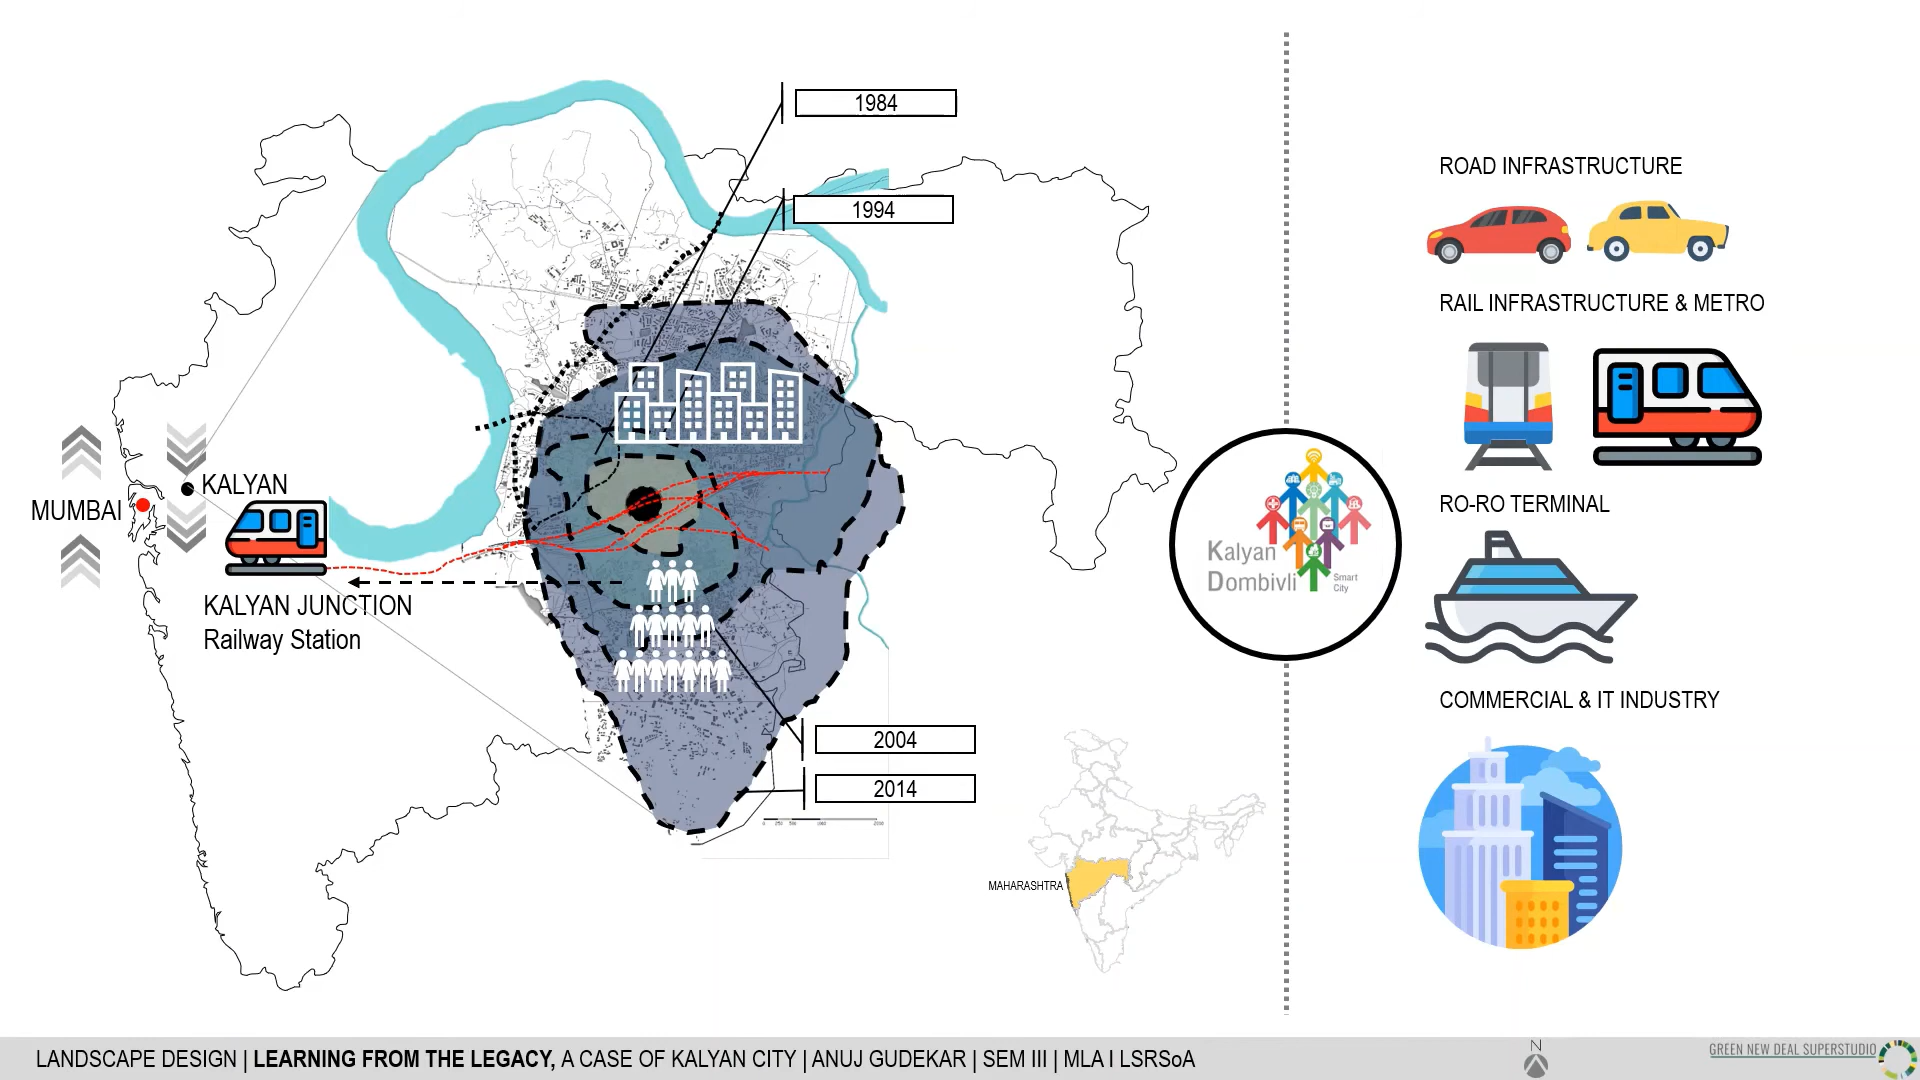 1984
1994
MUMBAI
KALYAN
KALYAN JUNCTION
Railway Station
2004
2014
MAHARASHTRA
Kalyan
Dombivli
Smart
City
ROAD INFRASTRUCTURE
RAIL INFRASTRUCTURE & METRO
RO-RO TERMINAL
COMMERCIAL & IT INDUSTRY
LANDSCAPE DESIGN | LEARNING FROM THE LEGACY, A CASE OF KALYAN CITY | ANUJ GUDEKAR | SEM III | MLA I LSRSoA
N
GREEN NEW DEAL SUPERSTUDIO